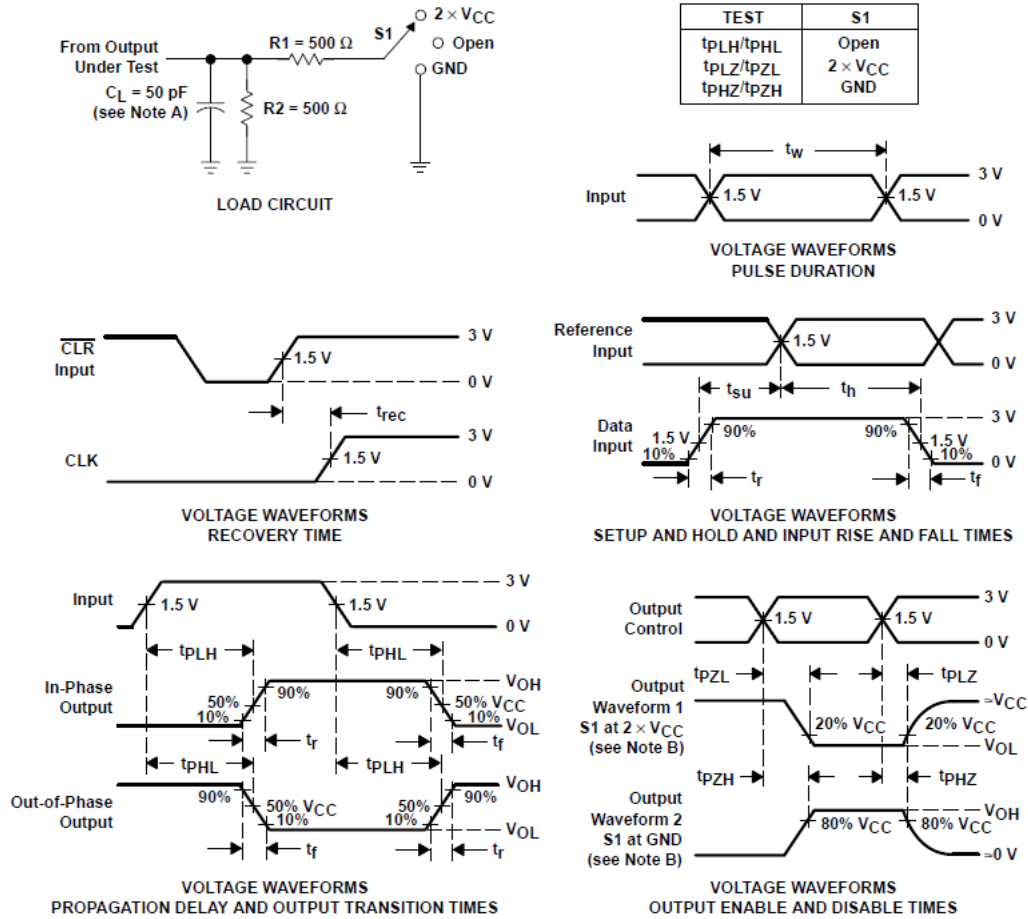 From Output
Under Test
CL = 50 pF
(see Note A)
R1 = 500 Ω
R2 = 500 Ω
S1
2 × VCC
Open
GND
LOAD CIRCUIT
TEST S1
tPLH/tPHL Open
tPLZ/tPZL 2 × VCC
tPHZ/tPZH GND
tw
Input
3 V
1.5 V 1.5 V
0 V
VOLTAGE WAVEFORMS
PULSE DURATION
CLR
Input
3 V
1.5 V
0 V
trec
CLK
3 V
1.5 V
0 V
VOLTAGE WAVEFORMS
RECOVERY TIME
Reference
Input
3 V
1.5 V
0 V
tsu th
Data
Input
3 V
90% 90%
1.5 V 1.5 V
10% 10%
0 V
tr tf
VOLTAGE WAVEFORMS
SETUP AND HOLD AND INPUT RISE AND FALL TIMES
Input
3 V
1.5 V 1.5 V
0 V
tPLH tPHL
In-Phase
Output
VOH
90% 90%
50% 50% VCC
10% 10%
VOL
tr tf
tPHL tPLH
Out-of-Phase
Output
VOH
90% 90%
50% VCC 50%
10% 10%
VOL
tf tr
VOLTAGE WAVEFORMS
PROPAGATION DELAY AND OUTPUT TRANSITION TIMES
Output
Control
3 V
1.5 V 1.5 V
0 V
tPZL tPLZ
Output
Waveform 1
S1 at 2 × VCC
(see Note B)
≈VCC
20% VCC 20% VCC
VOL
tPZH tPHZ
Output
Waveform 2
S1 at GND
(see Note B)
VOH
80% VCC 80% VCC
≈0 V
VOLTAGE WAVEFORMS
OUTPUT ENABLE AND DISABLE TIMES